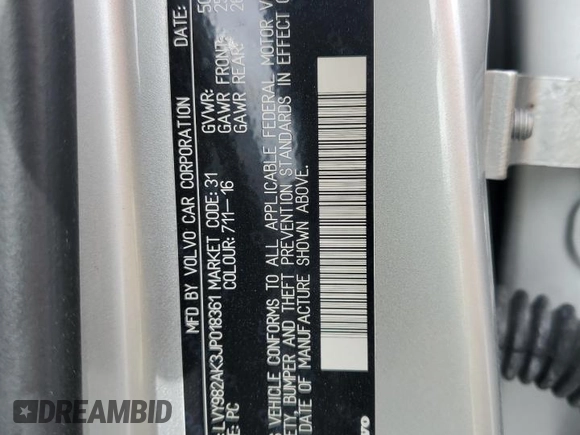 MFD BY VOLVO CAR CORPORATION DATE:
GVWR: 50
GAWR FRONT: 25
GAWR REAR:
LVY982AK3JP018361 MARKET CODE: 31
E: PC COLOUR: 711-16
VEHICLE CONFORMS TO ALL APPLICABLE FEDERAL MOTOR
BUMPER AND THEFT PREVENTION STANDARDS IN EFFECT
DATE OF MANUFACTURE SHOWN ABOVE.
DREAMBID